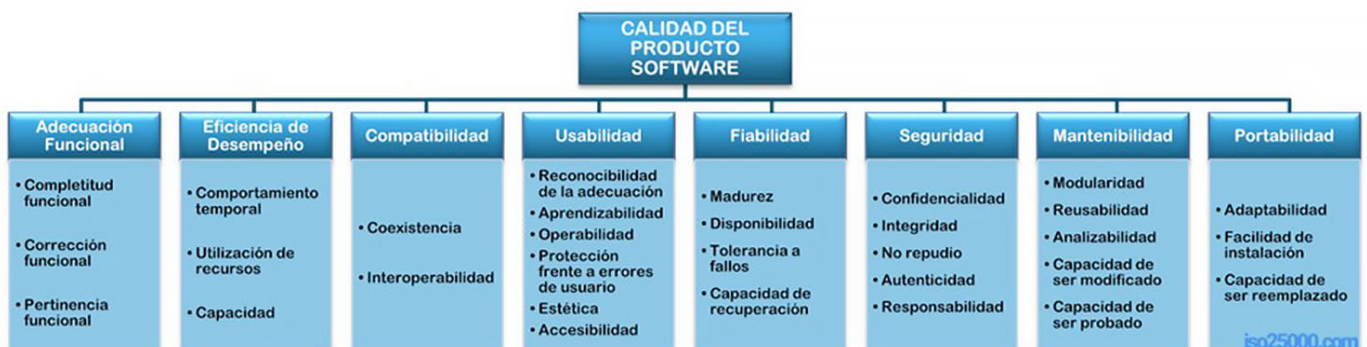 CALIDAD DEL
PRODUCTO
SOFTWARE
Adecuación
Funcional
• Completitud
funcional
• Corrección
funcional
• Pertinencia
funcional
Eficiencia de
Desempeño
• Comportamiento
temporal
• Utilización de
recursos
• Capacidad
Compatibilidad
• Coexistencia
• Interoperabilidad
Usabilidad
• Reconocibilidad
de la adecuación
• Aprendizabilidad
• Operabilidad
• Protección
frente a errores
de usuario
• Estética
• Accesibilidad
Fiabilidad
• Madurez
• Disponibilidad
• Tolerancia a
fallos
• Capacidad de
recuperación
Seguridad
• Confidencialidad
• Integridad
• No repudio
• Autenticidad
• Responsabilidad
Mantenibilidad
• Modularidad
• Reusabilidad
• Analizabilidad
• Capacidad de
ser modificado
• Capacidad de
ser probado
Portabilidad
• Adaptabilidad
• Facilidad de
instalación
• Capacidad de
ser reemplazado
iso25000.com